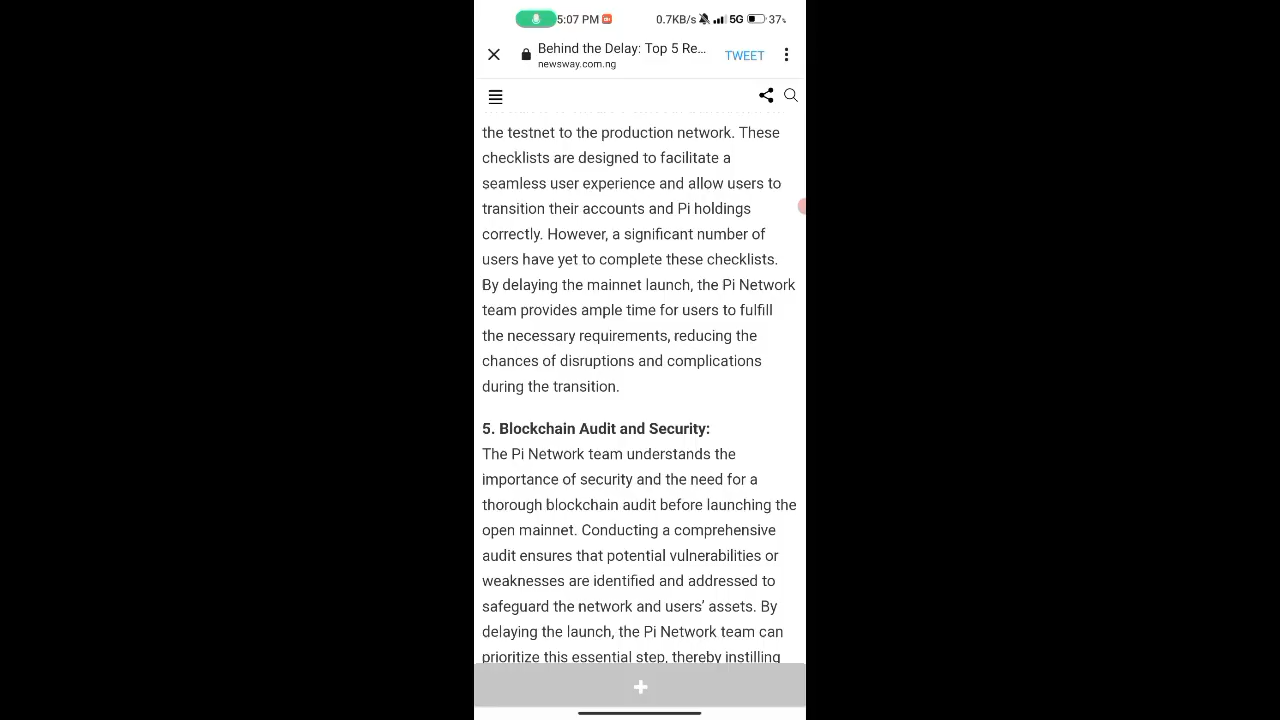 5:07 PM
0.7KB/s 5G 37%
Behind the Delay: Top 5 Re...
TWEET
newsway.com.ng
the testnet to the production network. These
checklists are designed to facilitate a
seamless user experience and allow users to
transition their accounts and Pi holdings
correctly. However, a significant number of
users have yet to complete these checklists.
By delaying the mainnet launch, the Pi Network
team provides ample time for users to fulfill
the necessary requirements, reducing the
chances of disruptions and complications
during the transition.
5. Blockchain Audit and Security:
The Pi Network team understands the
importance of security and the need for a
thorough blockchain audit before launching the
open mainnet. Conducting a comprehensive
audit ensures that potential vulnerabilities or
weaknesses are identified and addressed to
safeguard the network and users’ assets. By
delaying the launch, the Pi Network team can
prioritize this essential step, thereby instilling